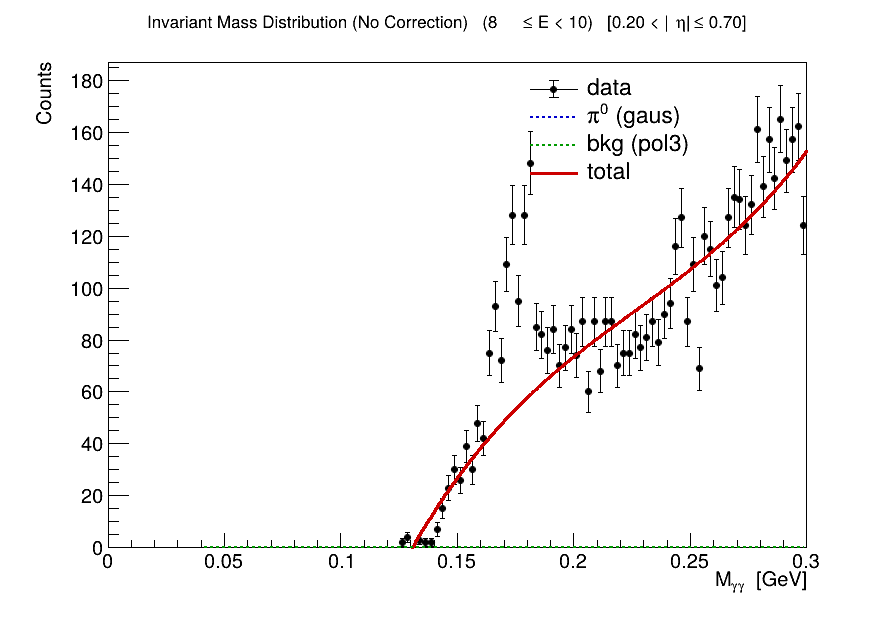 Invariant Mass Distribution (No Correction) (8 ≤ E < 10) [0.20 < | η| ≤ 0.70]
Counts
180
160
140
120
100
80
60
40
20
0
data
π⁰ (gaus)
bkg (pol3)
total
0 0.05 0.1 0.15 0.2 0.25 0.3
M_γγ [GeV]